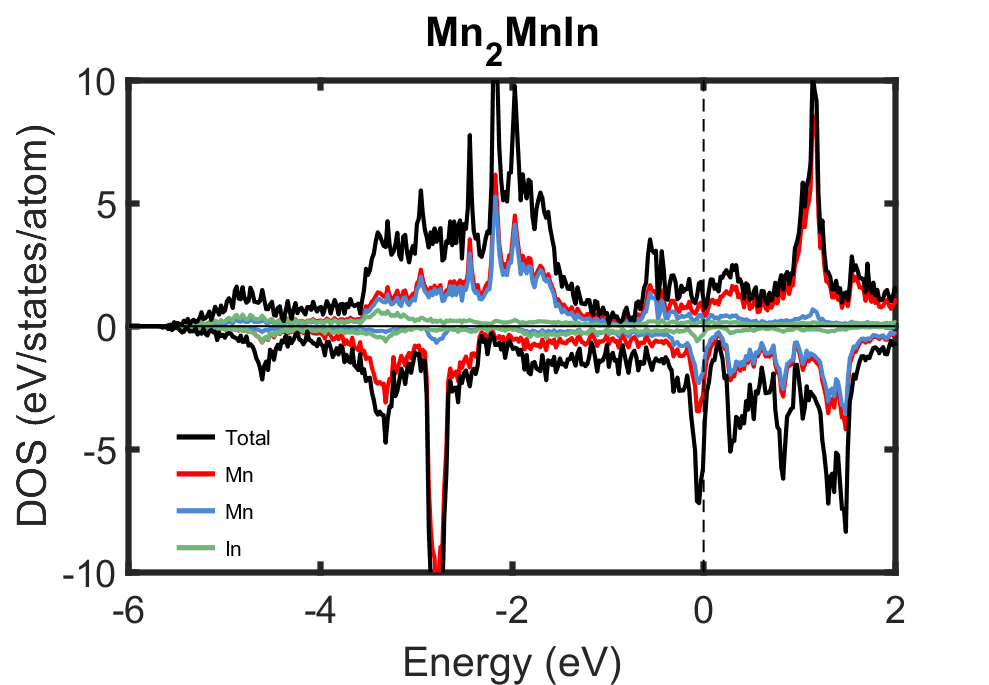 Mn2MnIn
DOS (eV/states/atom)
10
5
0
-5
-10
Total
Mn
Mn
In
-6
-4
-2
0
2
Energy (eV)